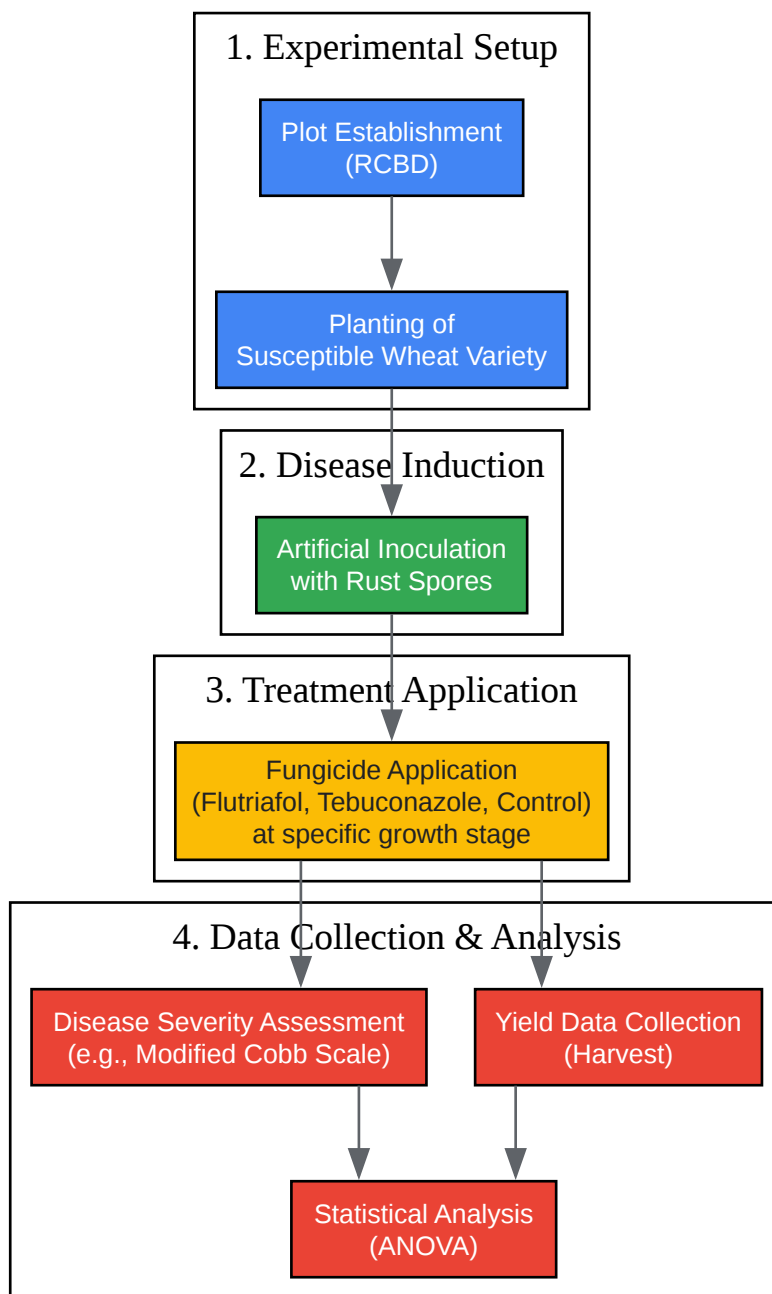 1. Experimental Setup
Plot Establishment
(RCBD)
Planting of
Susceptible Wheat Variety
2. Disease Induction
Artificial Inoculation
with Rust Spores
3. Treatment Application
Fungicide Application
(Flutriafol, Tebuconazole, Control)
at specific growth stage
4. Data Collection & Analysis
Disease Severity Assessment
(e.g., Modified Cobb Scale)
Yield Data Collection
(Harvest)
Statistical Analysis
(ANOVA)